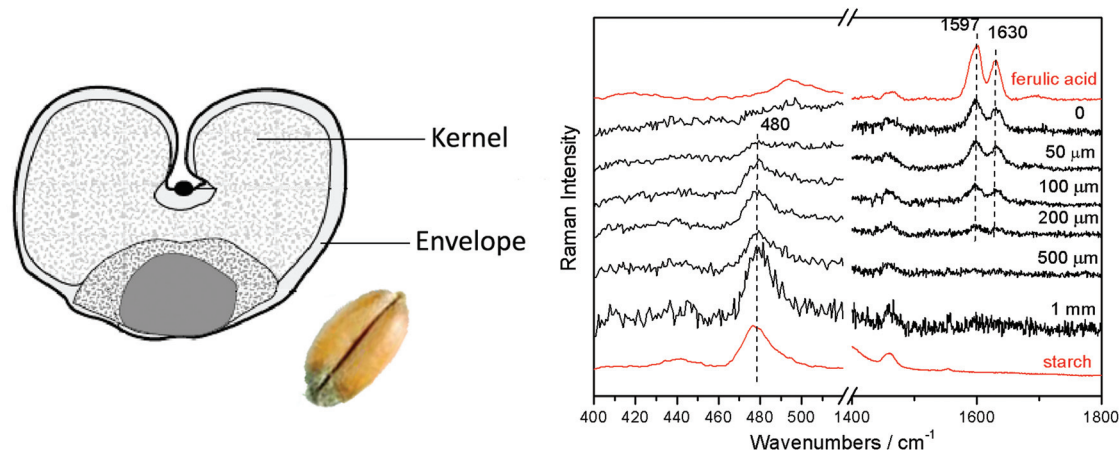 Kernel
Envelope
1597
1630
ferulic acid
0
480
50 μm
100 μm
200 μm
500 μm
1 mm
starch
Raman Intensity
400 420 440 460 480 500 520 1400 1600 1800
Wavenumbers / cm⁻¹